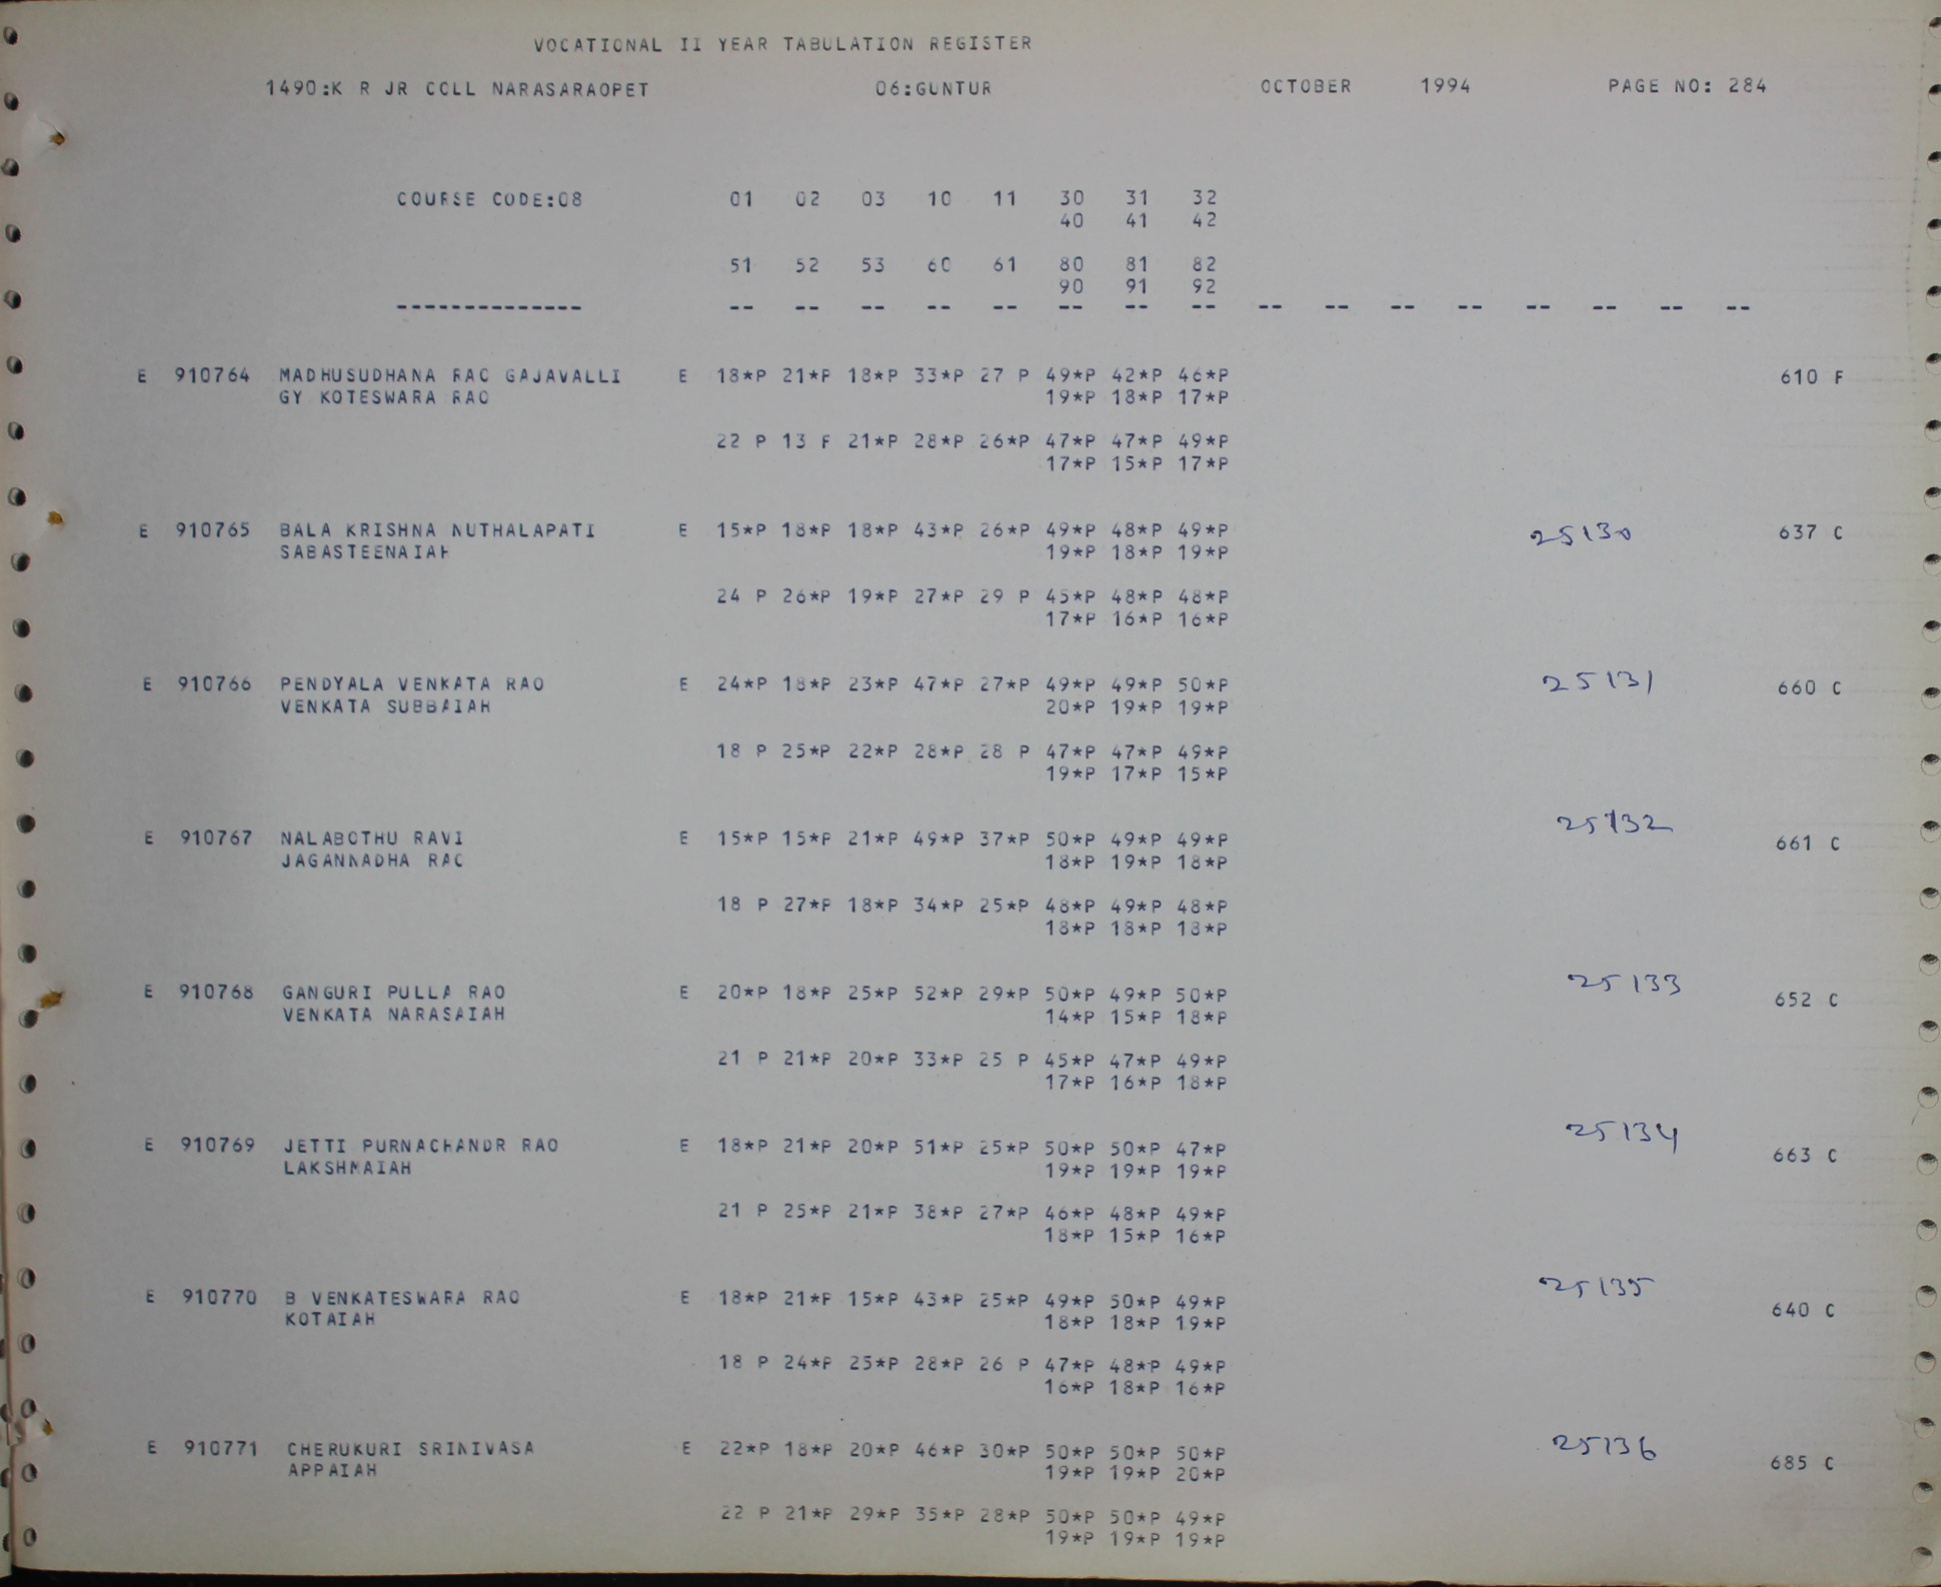 VOCATIONAL II YEAR TABULATION REGISTER
1490:K R JR COLL NARASARAOPET 06:GUNTUR OCTOBER 1994 PAGE NO: 284
COURSE CODE:08 01 02 03 10 11 30 31 32
40 41 42
51 52 53 60 61 80 81 82
90 91 92
-------------- -- -- -- -- -- -- -- -- -- -- -- -- -- -- -- --
E 910764 MADHUSUDHANA RAO GAJAVALLI E 18*P 21*P 18*P 33*P 27 P 49*P 42*P 46*P 610 F
GY KOTESWARA RAO 19*P 18*P 17*P
22 P 13 F 21*P 28*P 26*P 47*P 47*P 49*P
17*P 15*P 17*P
E 910765 BALA KRISHNA NUTHALAPATI E 15*P 18*P 18*P 43*P 26*P 49*P 48*P 49*P 25130 637 C
SABASTEENAIAH 19*P 18*P 19*P
24 P 26*P 19*P 27*P 29 P 45*P 48*P 48*P
17*P 16*P 16*P
E 910766 PENDYALA VENKATA RAO E 24*P 18*P 23*P 47*P 27*P 49*P 49*P 50*P 25131 660 C
VENKATA SUBBAIAH 20*P 19*P 19*P
18 P 25*P 22*P 28*P 28 P 47*P 47*P 49*P
19*P 17*P 15*P
E 910767 NALABOTHU RAVI E 15*P 15*P 21*P 49*P 37*P 50*P 49*P 49*P 25132 661 C
JAGANNADHA RAO 18*P 19*P 18*P
18 P 27*P 18*P 34*P 25*P 48*P 49*P 48*P
18*P 18*P 18*P
E 910768 GANGURI PULLA RAO E 20*P 18*P 25*P 52*P 29*P 50*P 49*P 50*P 25133 652 C
VENKATA NARASAIAH 14*P 15*P 18*P
21 P 21*P 20*P 33*P 25 P 45*P 47*P 49*P
17*P 16*P 18*P
E 910769 JETTI PURNACHANDR RAO E 18*P 21*P 20*P 51*P 25*P 50*P 50*P 47*P 25134 663 C
LAKSHMAIAH 19*P 19*P 19*P
21 P 25*P 21*P 38*P 27*P 46*P 48*P 49*P
18*P 15*P 16*P
E 910770 B VENKATESWARA RAO E 18*P 21*P 15*P 43*P 25*P 49*P 50*P 49*P 25135 640 C
KOTAIAH 18*P 18*P 19*P
18 P 24*P 25*P 28*P 26 P 47*P 48*P 49*P
16*P 18*P 16*P
E 910771 CHERUKURI SRINIVASA E 22*P 18*P 20*P 46*P 30*P 50*P 50*P 50*P 25136 685 C
APPAIAH 19*P 19*P 20*P
22 P 21*P 29*P 35*P 28*P 50*P 50*P 49*P
19*P 19*P 19*P